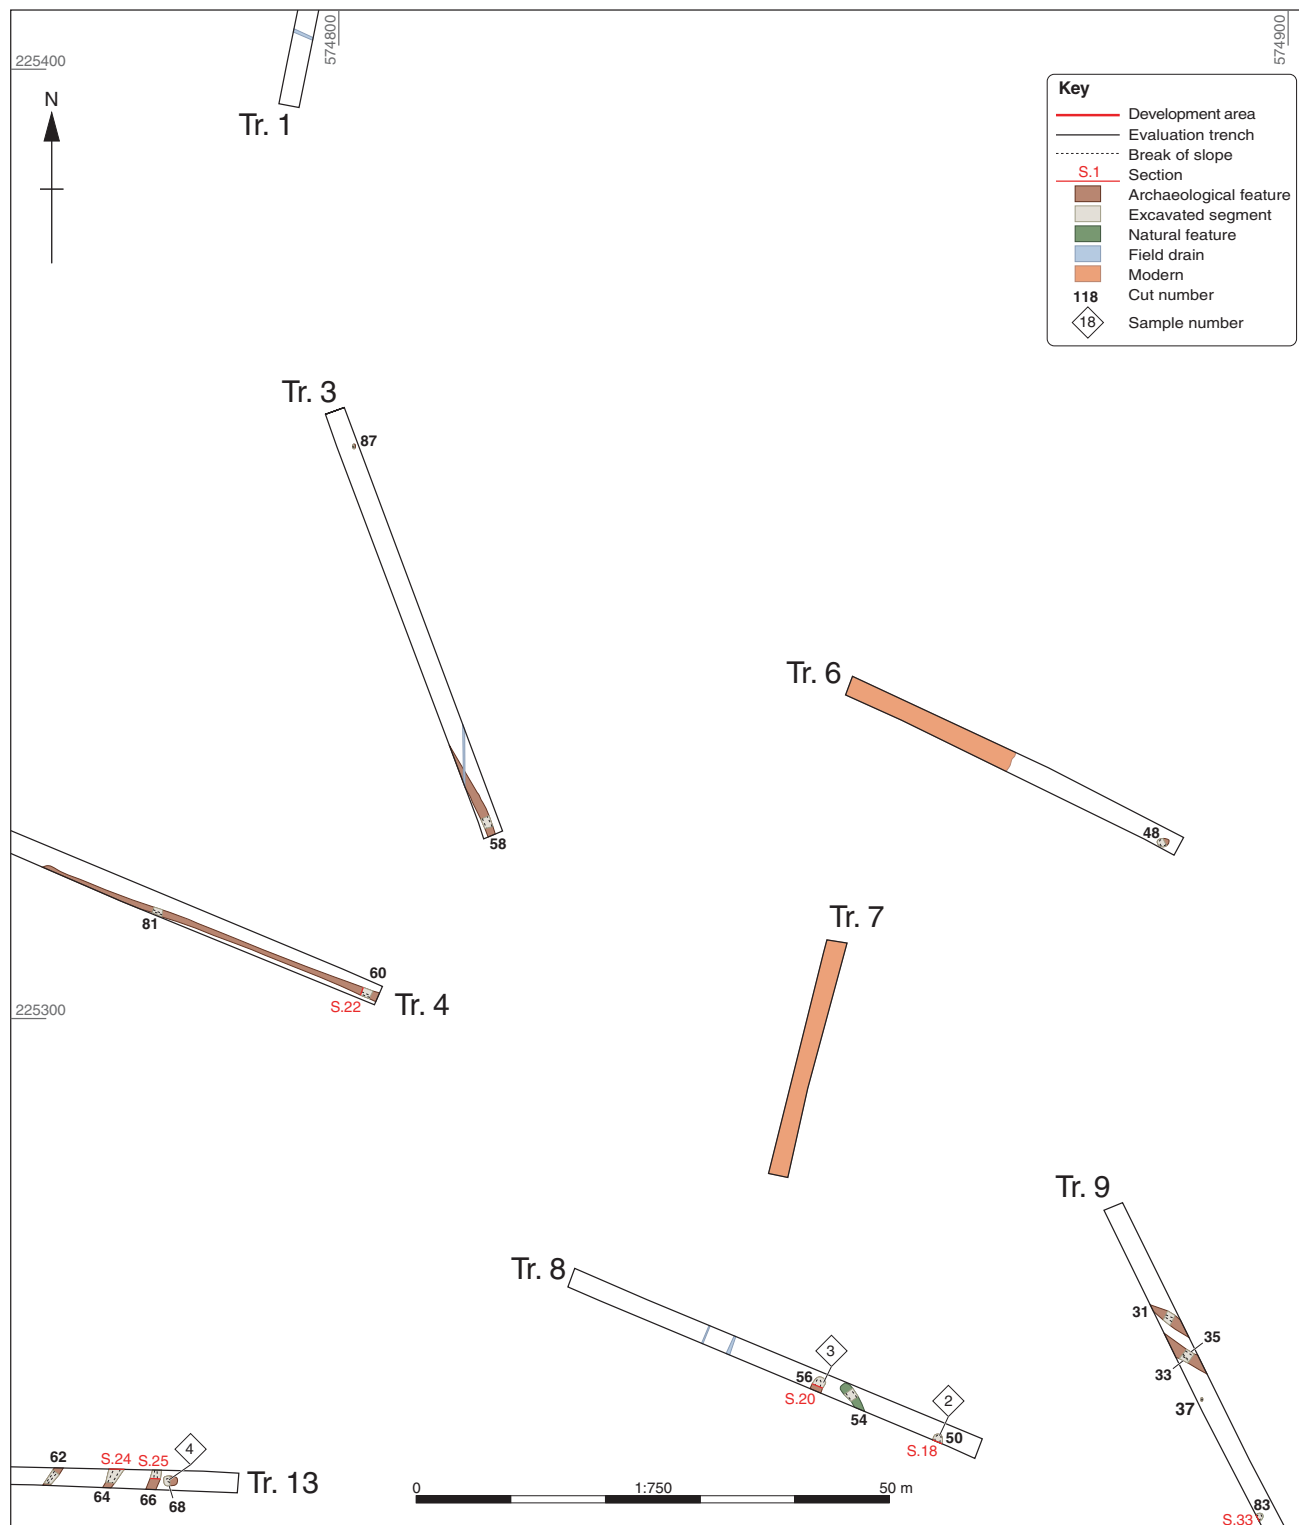 574800
574900
225400
N
Tr. 1
Key
Development area
Evaluation trench
Break of slope
S.1 Section
Archaeological feature
Excavated segment
Natural feature
Field drain
Modern
118 Cut number
18 Sample number
Tr. 3
87
Tr. 6
48
58
81
60
S.22
Tr. 4
Tr. 7
225300
Tr. 9
31
35
33
37
83
S.33
Tr. 8
3
56
S.20
54
2
50
S.18
62
S.24
S.25
4
64
66
68
Tr. 13
0
1:750
50 m